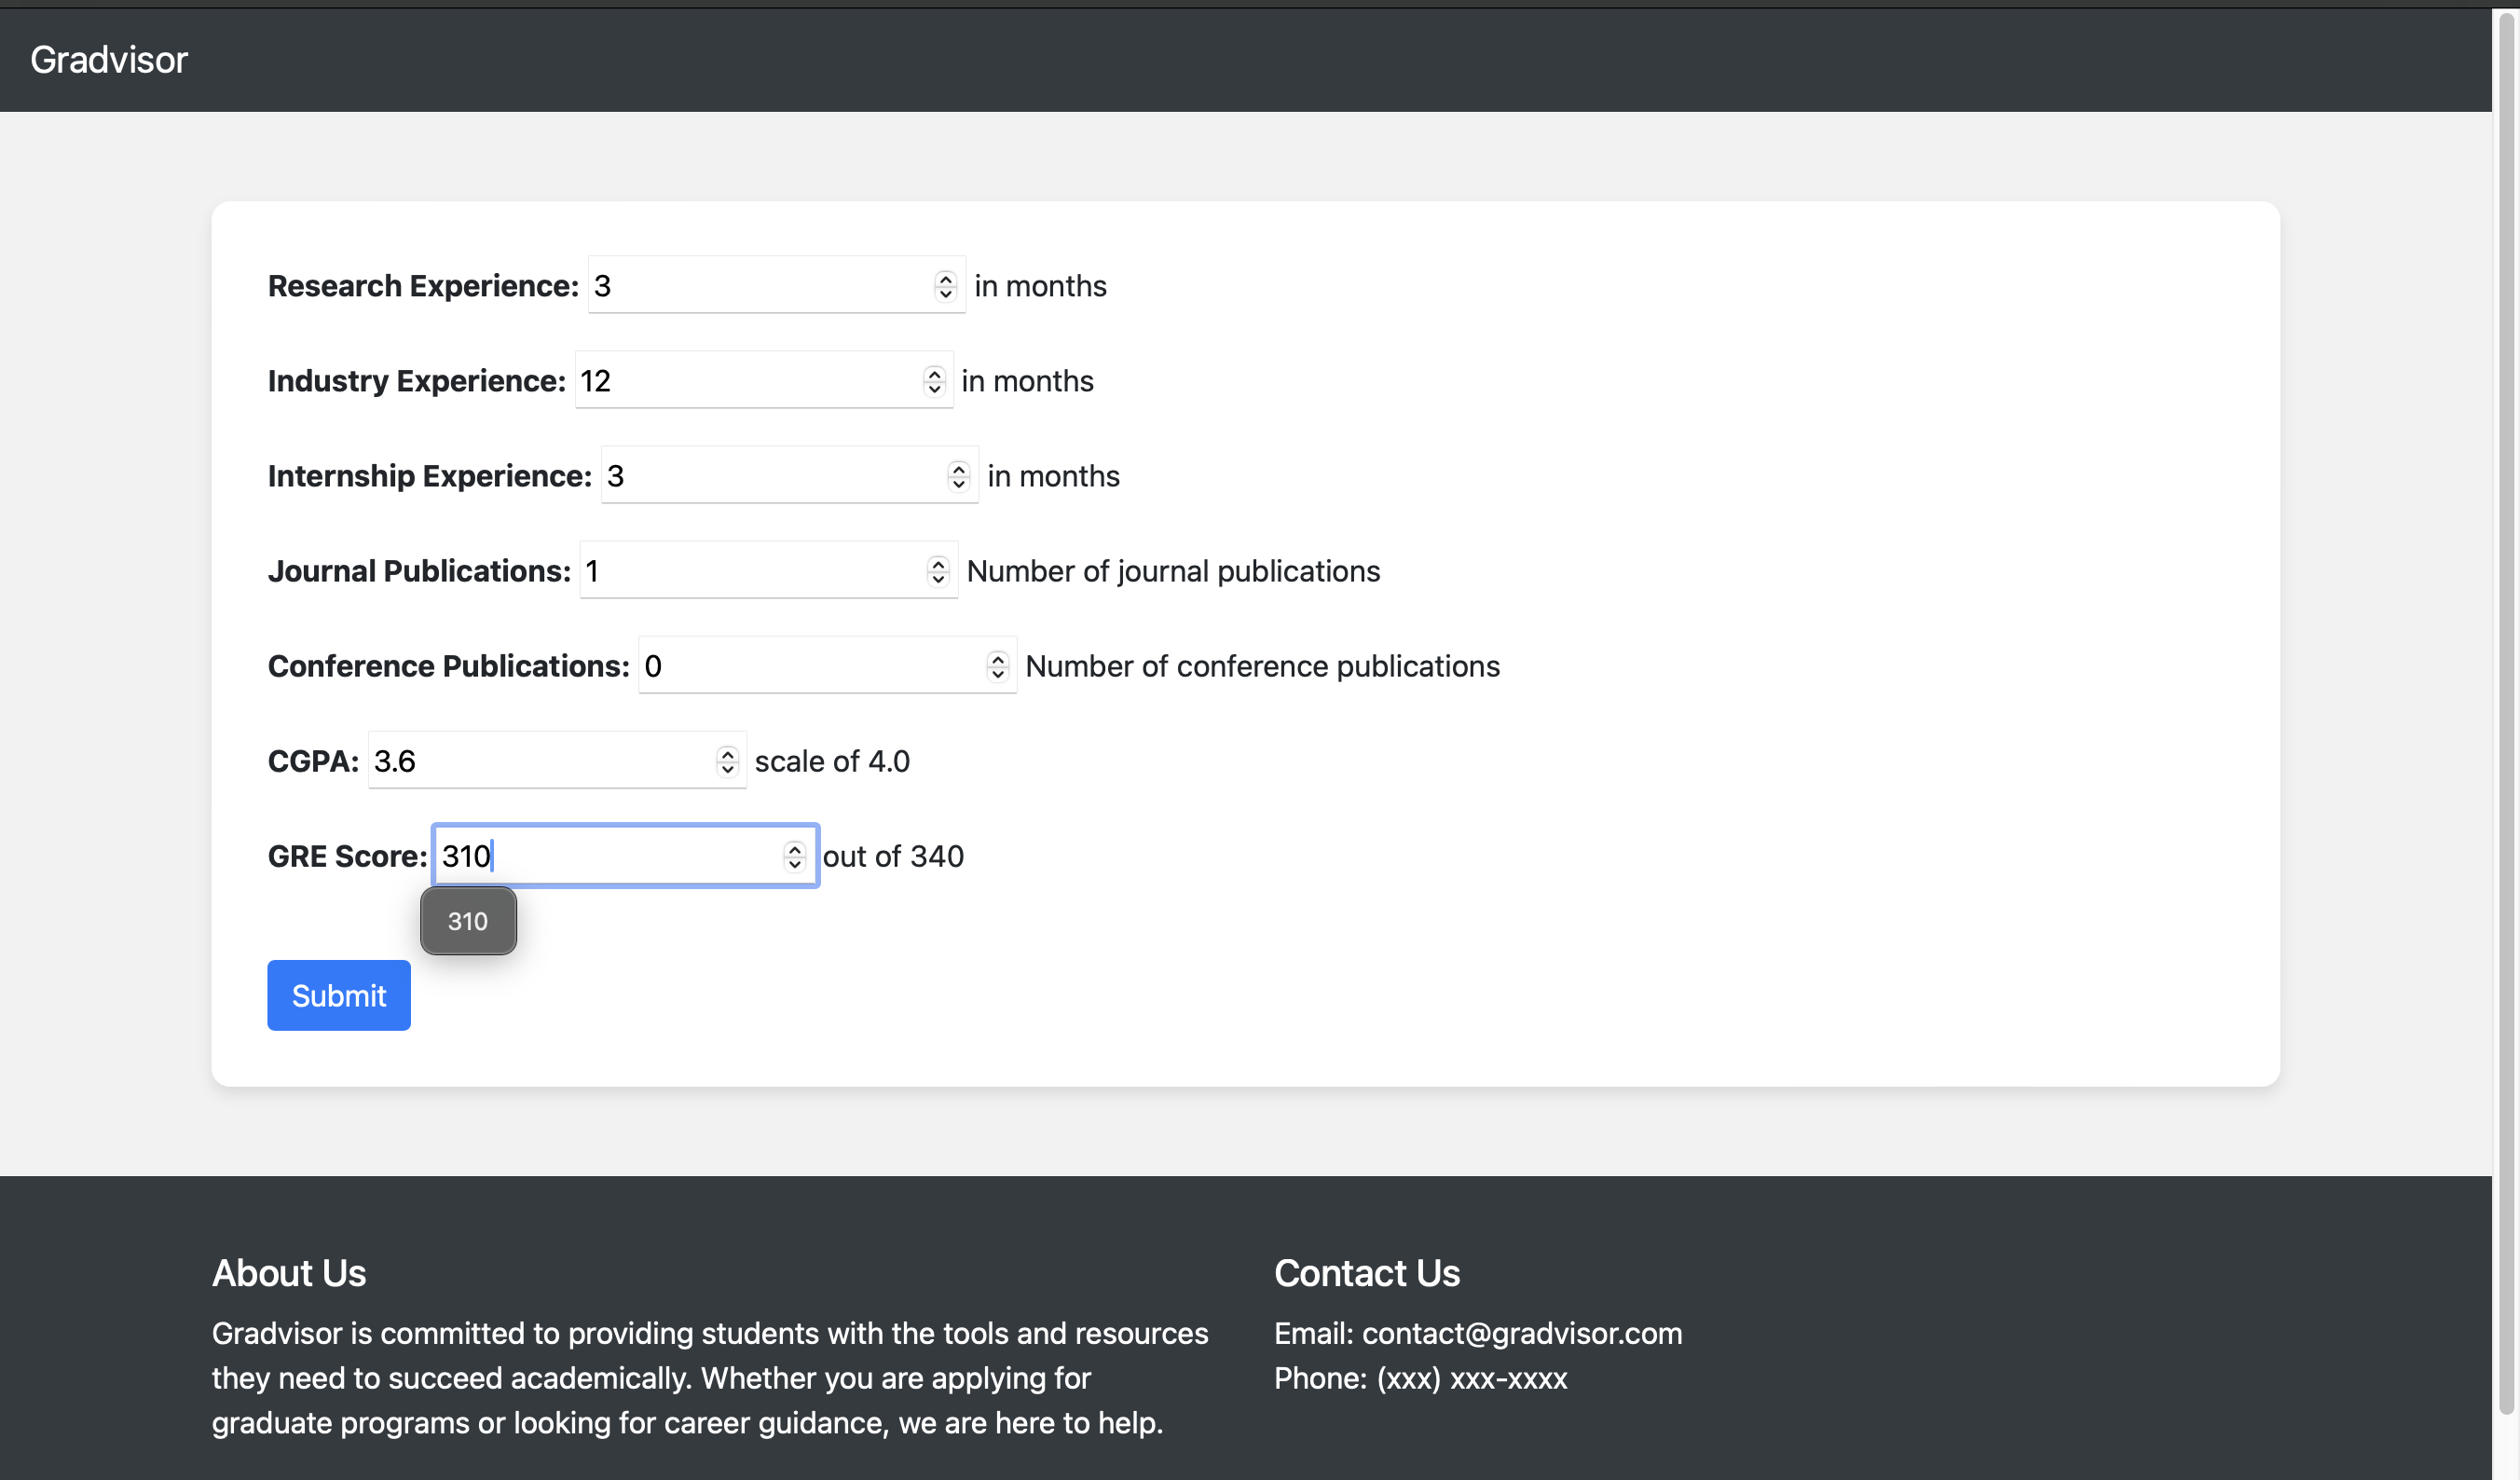 Gradvisor
Research Experience: 3 in months
Industry Experience: 12 in months
Internship Experience: 3 in months
Journal Publications: 1 Number of journal publications
Conference Publications: 0 Number of conference publications
CGPA: 3.6 scale of 4.0
GRE Score: 310 out of 340
310
Submit
About Us
Gradvisor is committed to providing students with the tools and resources
they need to succeed academically. Whether you are applying for
graduate programs or looking for career guidance, we are here to help.
Contact Us
Email: contact@gradvisor.com
Phone: (xxx) xxx-xxxx